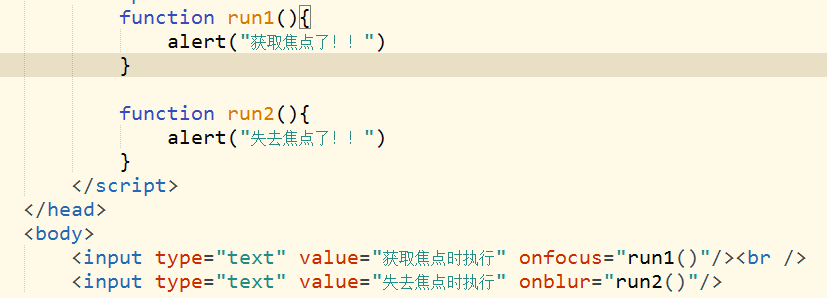 function run1(){
alert("获取焦点了!！")
}
function run2(){
alert("失去焦点了!！")
}
</script>
</head>
<body>
<input type="text" value="获取焦点时执行" onfocus="run1()"/><br />
<input type="text" value="失去焦点时执行" onblur="run2()"/>